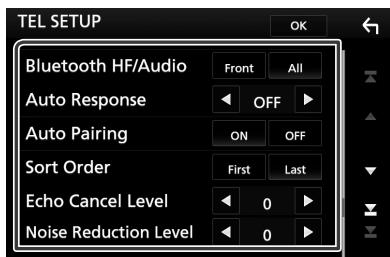 TEL SETUP OK
Bluetooth HF/Audio Front All
Auto Response OFF
Auto Pairing ON OFF
Sort Order First Last
Echo Cancel Level 0
Noise Reduction Level 0